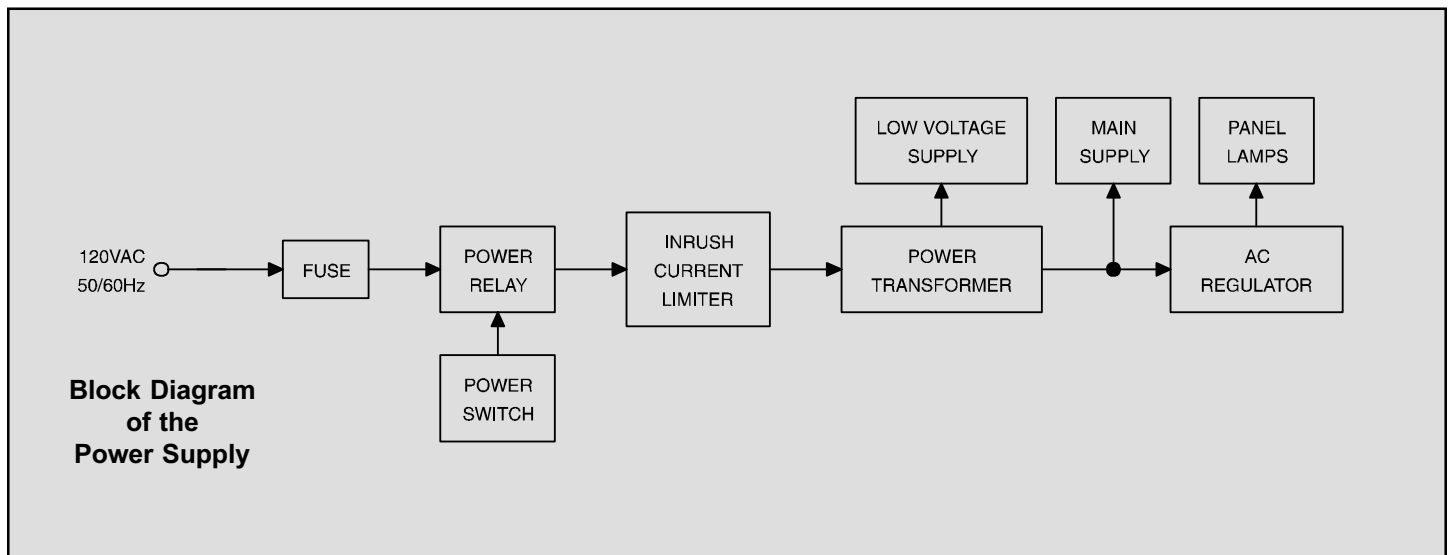 120VAC
50/60Hz
FUSE
POWER
RELAY
POWER
SWITCH
INRUSH
CURRENT
LIMITER
LOW VOLTAGE
SUPPLY
POWER
TRANSFORMER
MAIN
SUPPLY
PANEL
LAMPS
AC
REGULATOR
Block Diagram
of the
Power Supply